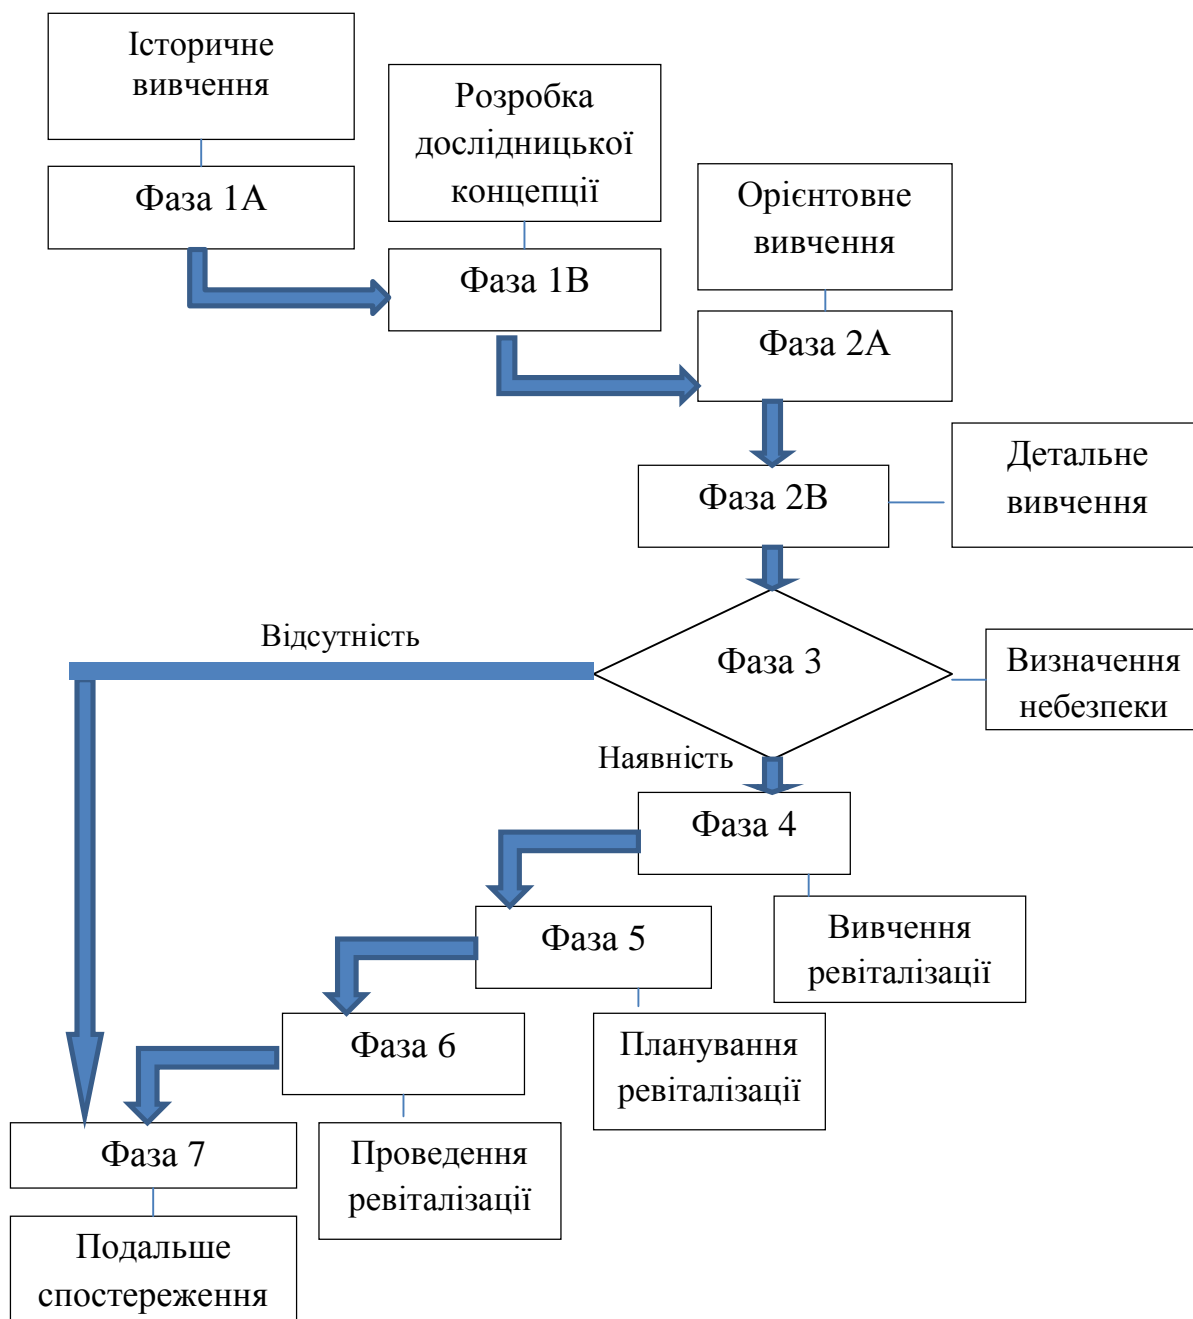 Історичне
вивчення
Фаза 1А
Розробка
дослідницької
концепції
Фаза 1В
Орієнтовне
вивчення
Фаза 2А
Фаза 2В
Детальне
вивчення
Відсутність
Фаза 3
Визначення
небезпеки
Наявність
Фаза 4
Вивчення
ревіталізації
Фаза 5
Планування
ревіталізації
Фаза 6
Проведення
ревіталізації
Фаза 7
Подальше
спостереження